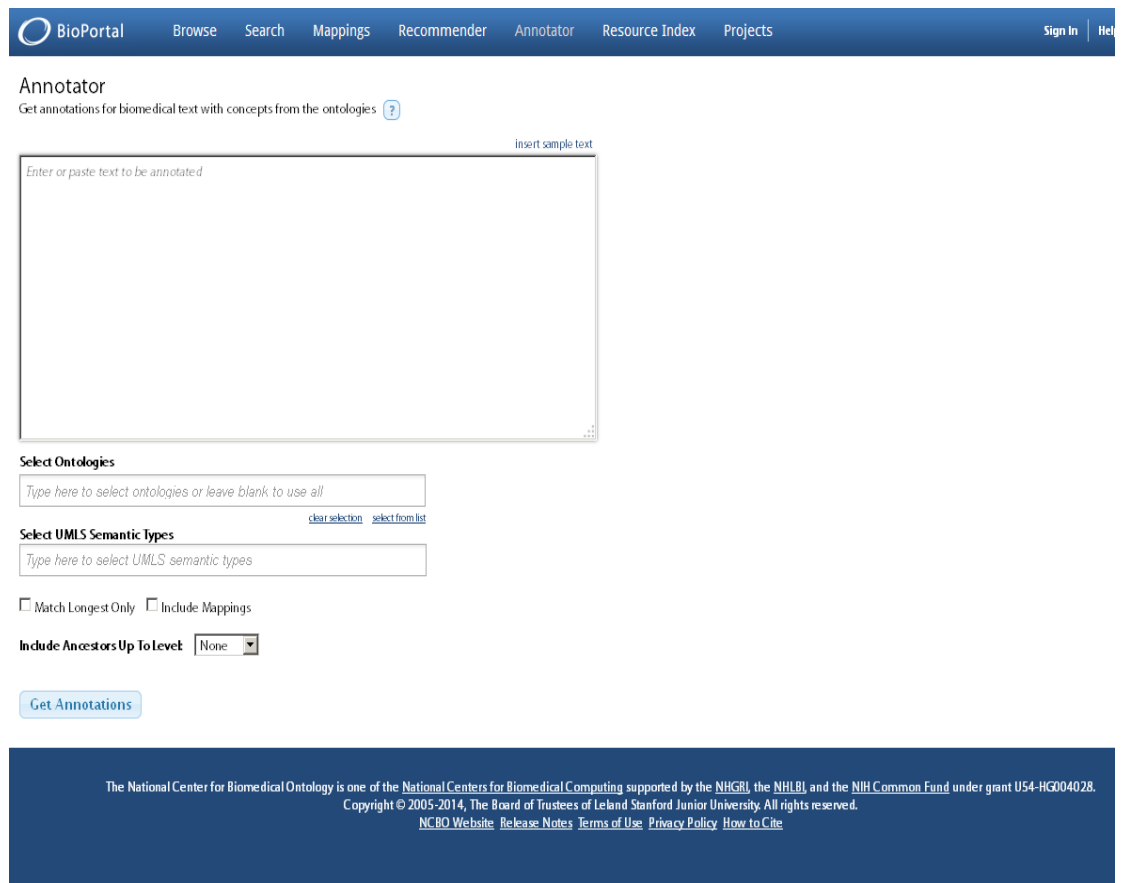 BioPortal Browse Search Mappings Recommender Annotator Resource Index Projects Sign In
Annotator
Get annotations for biomedical text with concepts from the ontologies ?
insert sample text
Enter or paste text to be annotated
Select Ontologies
Type here to select ontologies or leave blank to use all
clear selection select from list
Select UMLS Semantic Types
Type here to select UMLS semantic types
Match Longest Only Include Mappings
Include Ancestors Up To Level: None
Get Annotations
The National Center for Biomedical Ontology is one of the National Centers for Biomedical Computing supported by the NHGRI, the NHLBI, and the NIH Common Fund under grant U54-HG004028.
Copyright © 2005-2014, The Board of Trustees of Leland Stanford Junior University. All rights reserved.
NCBO Website Release Notes Terms of Use Privacy Policy How to Cite